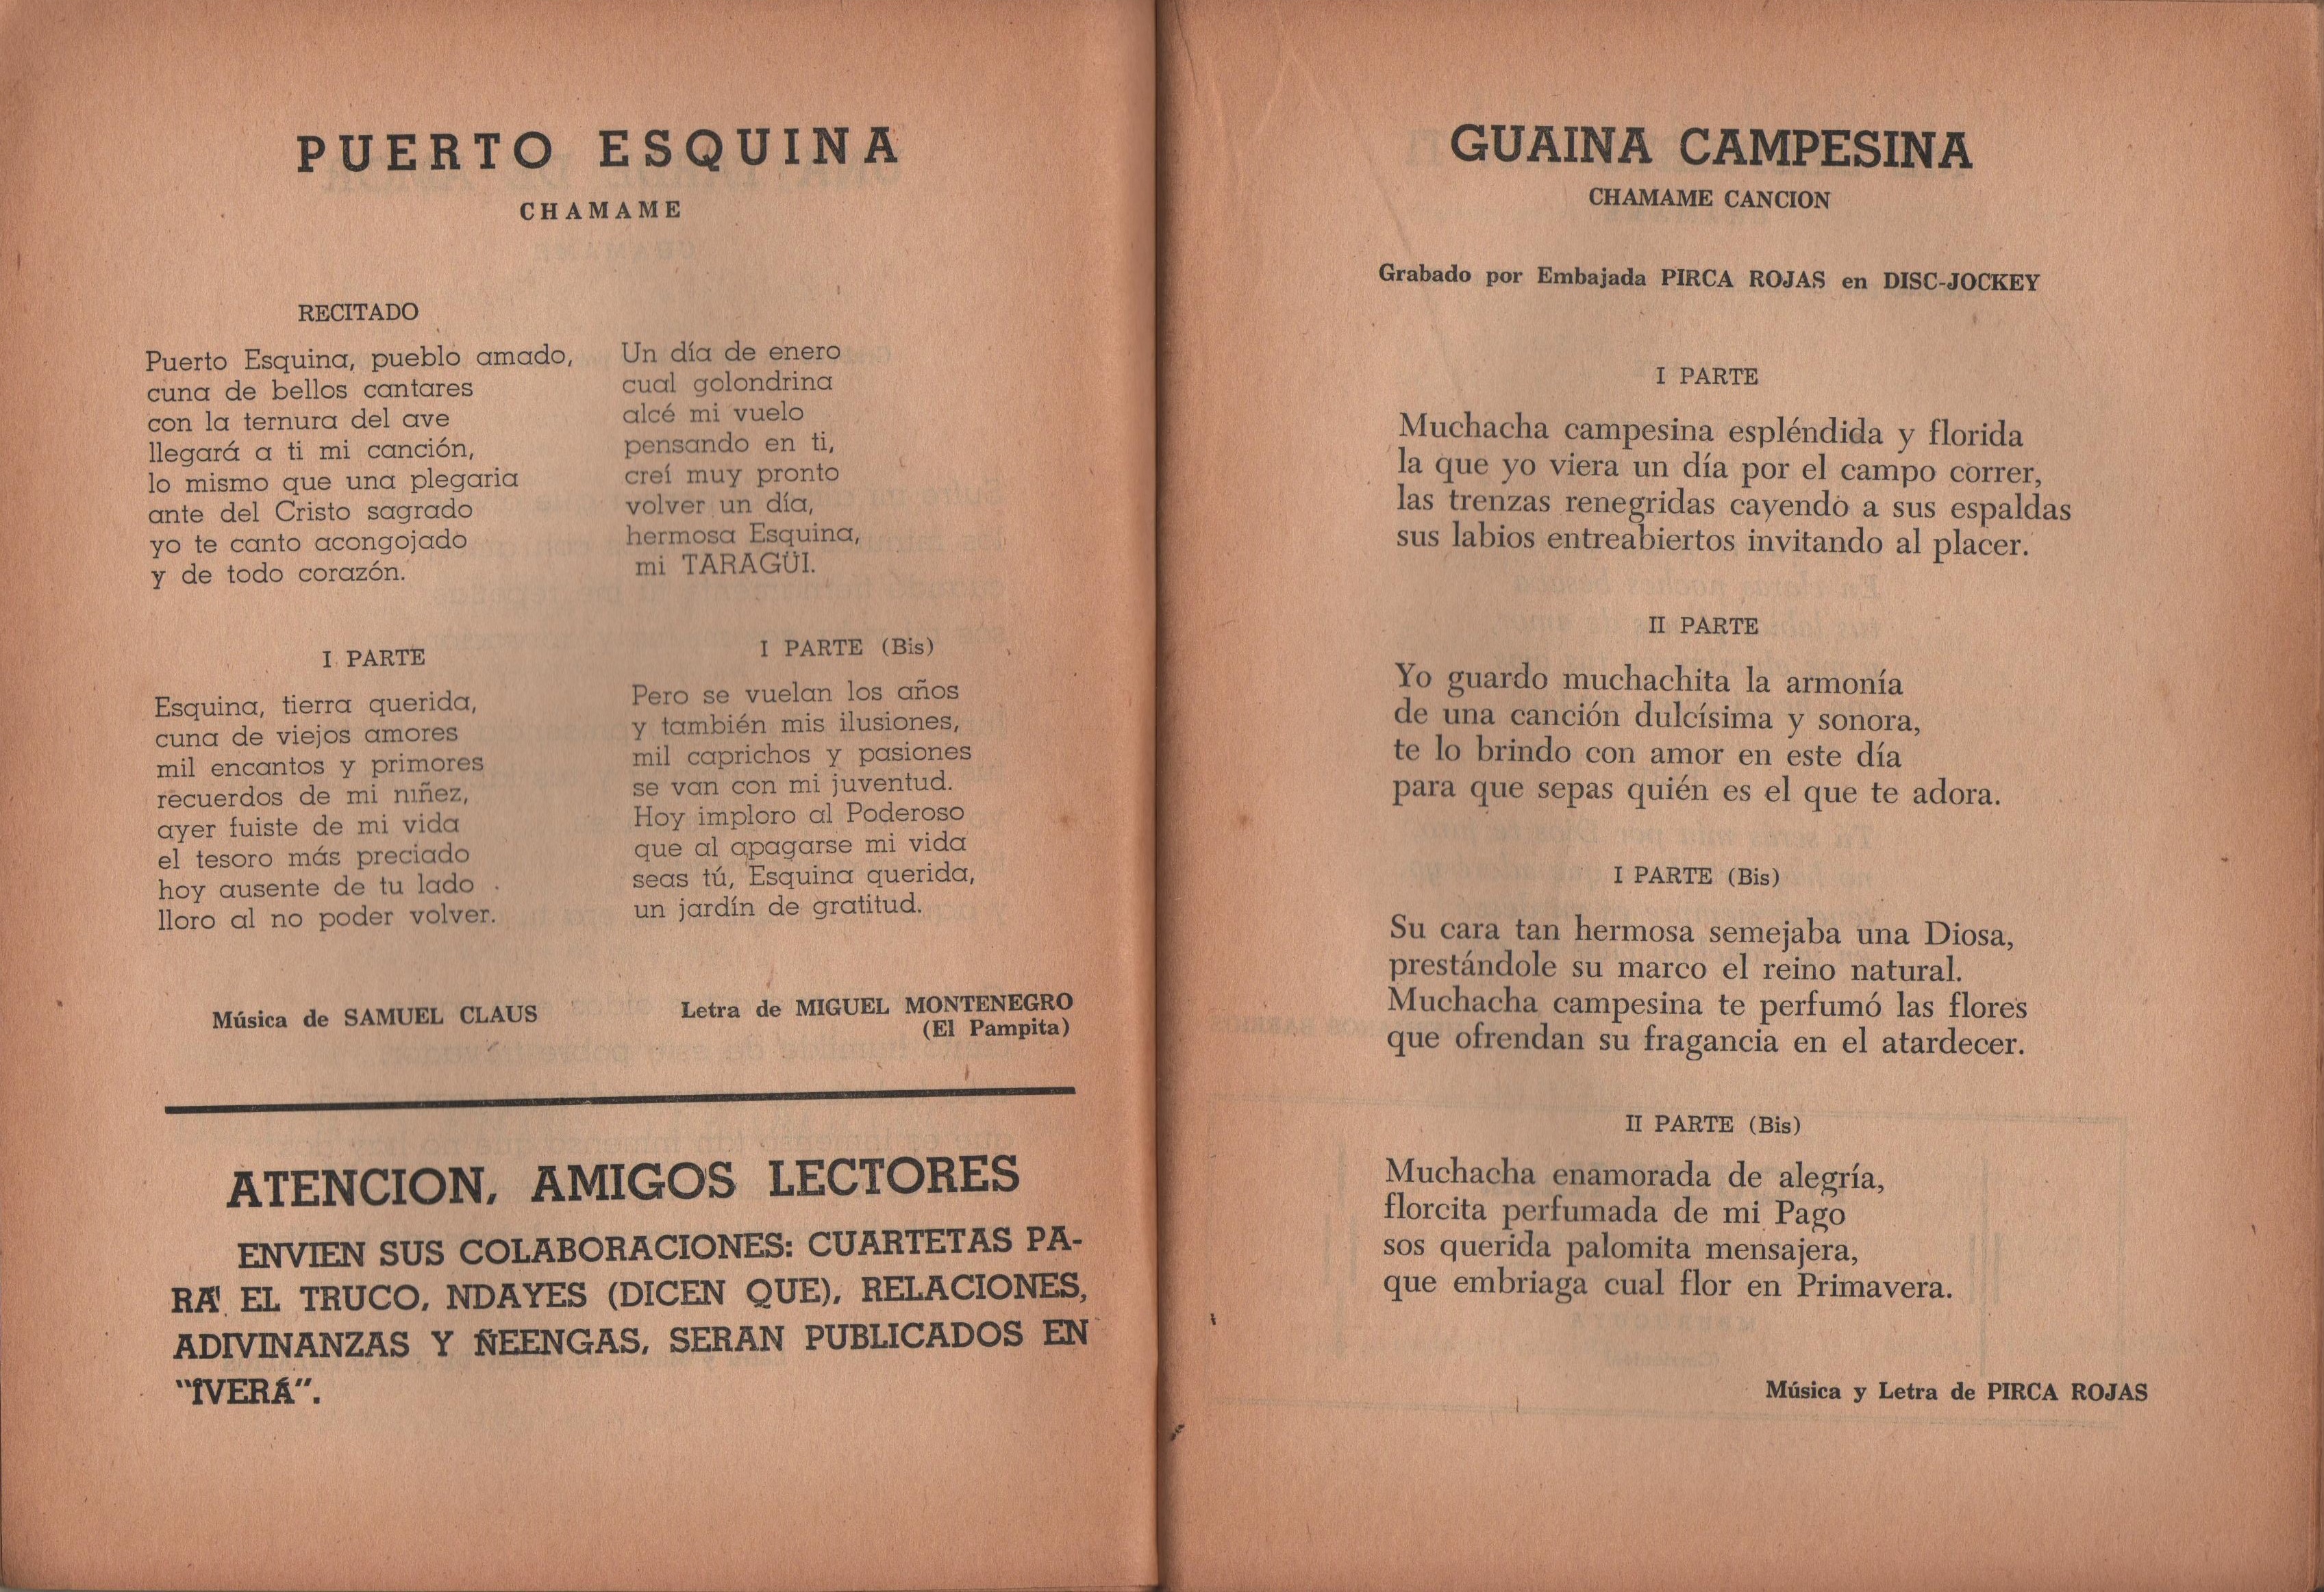 PUERTO ESQUINA
CHAMAME
RECITADO
Puerto Esquina, pueblo amado,
cuna de bellos cantares
con la ternura del ave
llegará a ti mi canción,
lo mismo que una plegaria
ante del Cristo sagrado
yo te canto acongojado
y de todo corazón.
I PARTE
Esquina, tierra querida,
cuna de viejos amores
mil encantos y primores
recuerdos de mi niñez,
ayer fuiste de mi vida
el tesoro más preciado
hoy ausente de tu lado
lloro al no poder volver.
Un día de enero
cual golondrina
alcé mi vuelo
pensando en ti,
creí muy pronto
volver un día,
hermosa Esquina,
mi TARAGÜI.
I PARTE (Bis)
Pero se vuelan los años
y también mis ilusiones,
mil caprichos y pasiones
se van con mi juventud.
Hoy imploro al Poderoso
que al apagarse mi vida
seas tú, Esquina querida,
un jardín de gratitud.
Música de SAMUEL CLAUS
Letra de MIGUEL MONTENEGRO
(El Pampita)
ATENCION, AMIGOS LECTORES
ENVIEN SUS COLABORACIONES: CUARTETAS PA-
RA EL TRUCO, NDAYES (DICEN QUE), RELACIONES,
ADIVINANZAS Y ÑEENGAS, SERAN PUBLICADOS EN
"ÎVERÁ".
GUAINA CAMPESINA
CHAMAME CANCION
Grabado por Embajada PIRCA ROJAS en DISC-JOCKEY
I PARTE
Muchacha campesina espléndida y florida
la que yo viera un día por el campo correr,
las trenzas renegridas cayendo a sus espaldas
sus labios entreabiertos invitando al placer.
II PARTE
Yo guardo muchachita la armonía
de una canción dulcísima y sonora,
te lo brindo con amor en este día
para que sepas quién es el que te adora.
I PARTE (Bis)
Su cara tan hermosa semejaba una Diosa,
prestándole su marco el reino natural.
Muchacha campesina te perfumó las flores
que ofrendan su fragancia en el atardecer.
II PARTE (Bis)
Muchacha enamorada de alegría,
florcita perfumada de mi Pago
sos querida palomita mensajera,
que embriaga cual flor en Primavera.
Música y Letra de PIRCA ROJAS